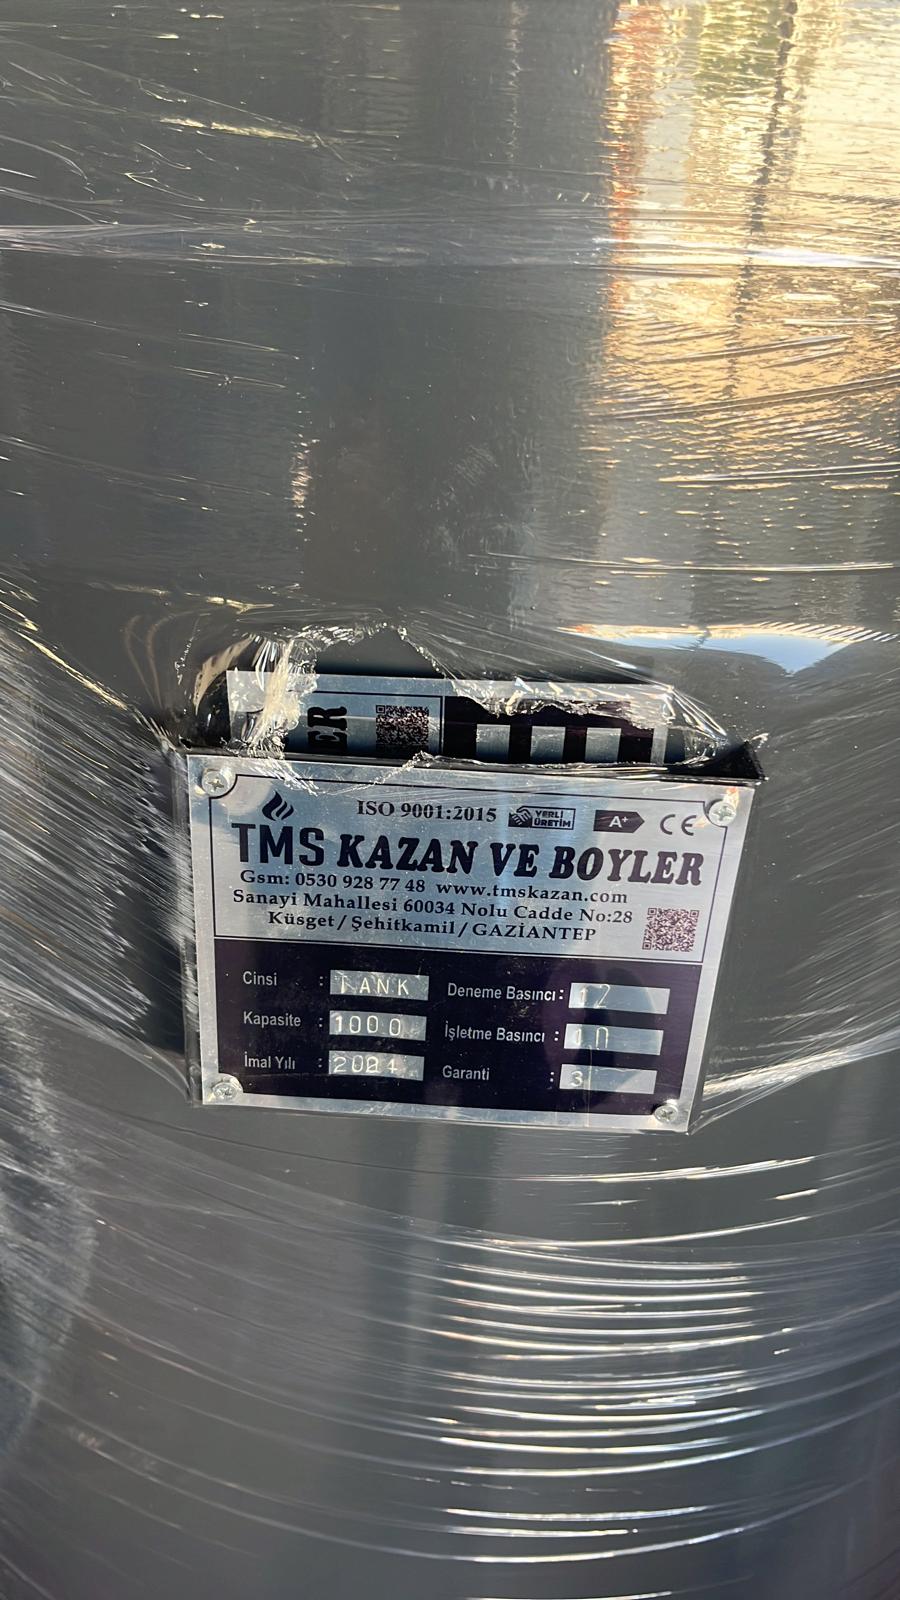 ER
ISO 9001:2015 YERLİ ÜRETİM A+ CE
TMS KAZAN VE BOYLER
Gsm: 0530 928 77 48 www.tmskazan.com
Sanayi Mahallesi 60034 Nolu Cadde No:28
Küsget / Şehitkamil / GAZİANTEP
Cinsi : TANK Deneme Basıncı : 12
Kapasite : 1000 İşletme Basıncı : 10
İmal Yılı : 2024 Garanti : 3